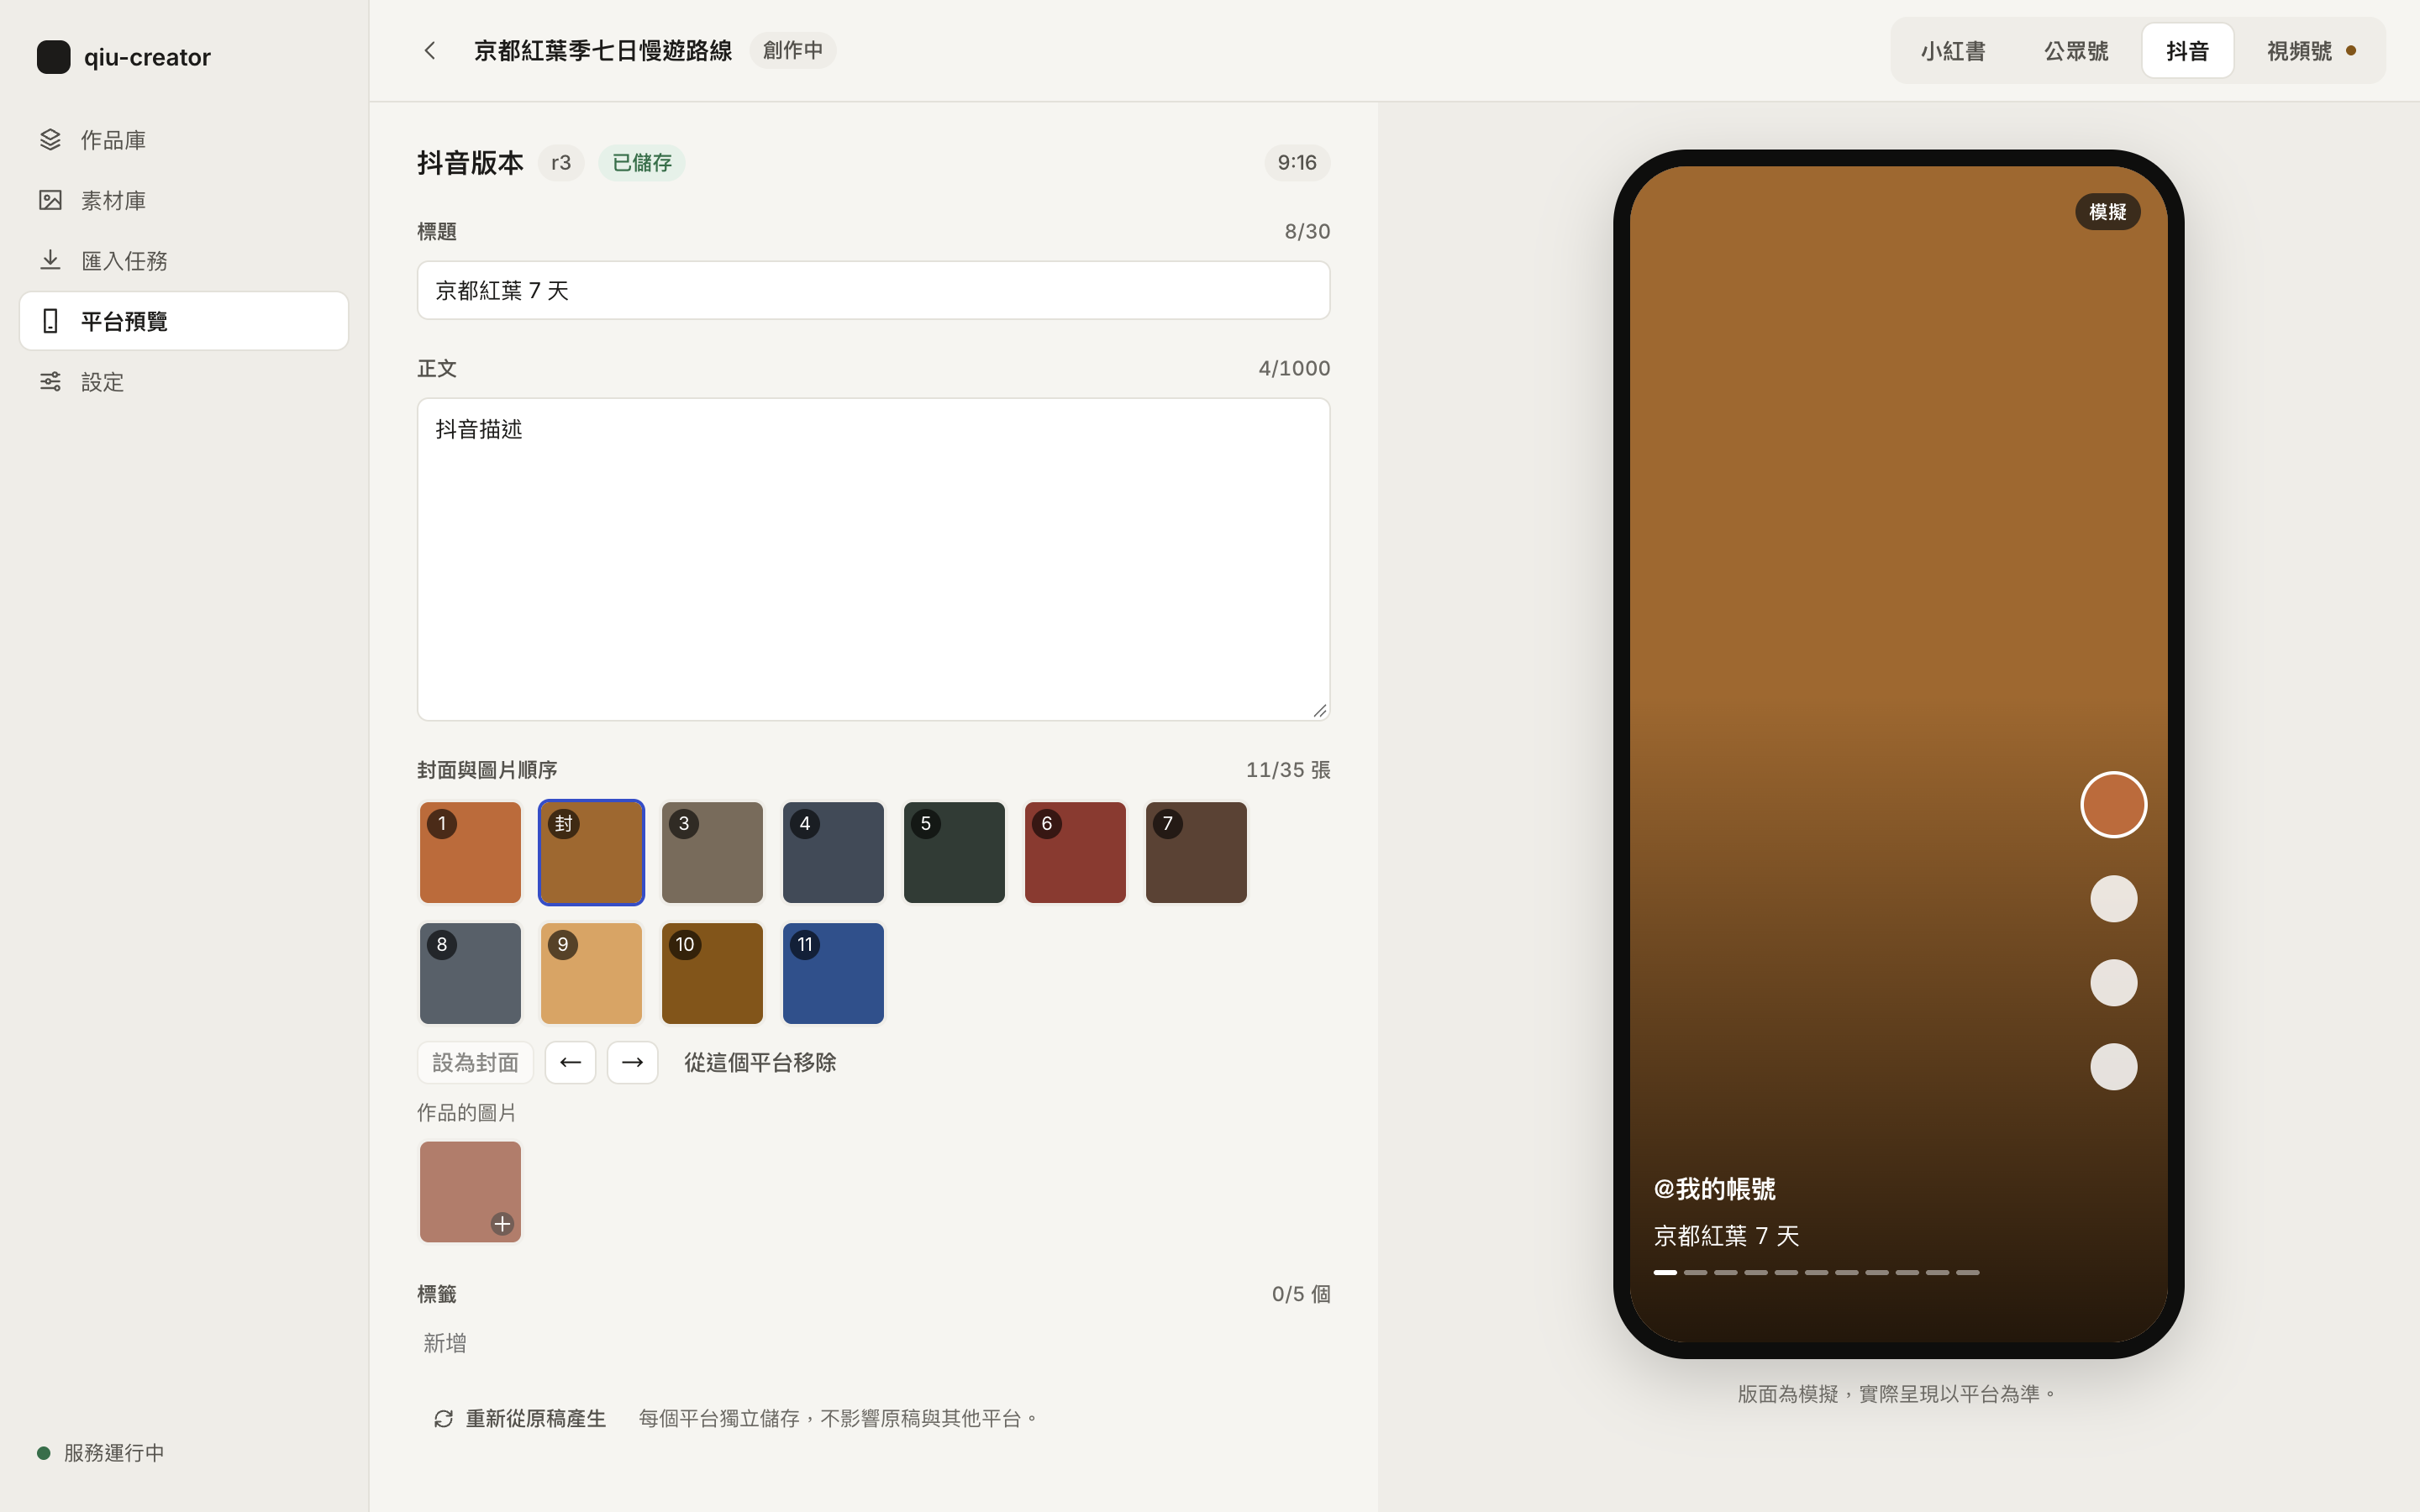 qiu-creator
作品庫
素材庫
匯入任務
平台預覽
設定
服務運行中
京都紅葉季七日慢遊路線 創作中
小紅書 公眾號 抖音 視頻號
抖音版本 r3 已儲存 9:16
標題 8/30
京都紅葉 7 天
正文 4/1000
抖音描述
封面與圖片順序 11/35 張
1 封 3 4 5 6 7
8 9 10 11
設為封面 ← → 從這個平台移除
作品的圖片
標籤 0/5 個
新增
重新從原稿產生 每個平台獨立儲存，不影響原稿與其他平台。
模擬
@我的帳號
京都紅葉 7 天
版面為模擬，實際呈現以平台為準。